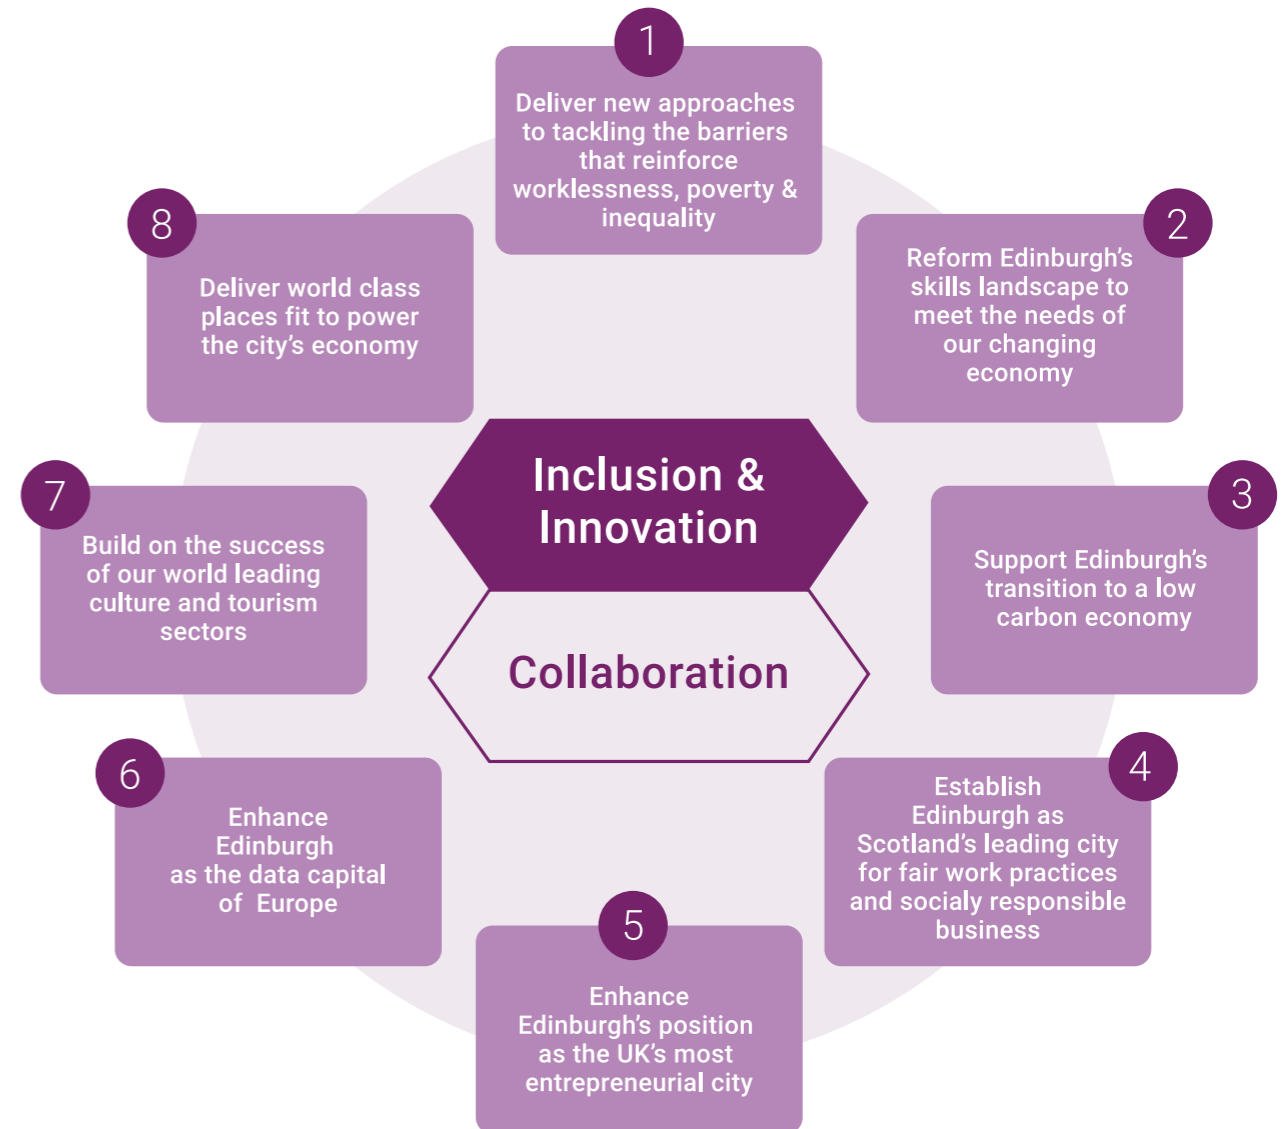 1
Deliver new approaches
to tackling the barriers
that reinforce
worklessness, poverty &
inequality
2
Reform Edinburgh’s
skills landscape to
meet the needs of
our changing
economy
3
Support Edinburgh’s
transition to a low
carbon economy
4
Establish
Edinburgh as
Scotland’s leading city
for fair work practices
and socialy responsible
business
5
Enhance
Edinburgh’s position
as the UK’s most
entrepreneurial city
6
Enhance
Edinburgh
as the data capital
of Europe
7
Build on the success
of our world leading
culture and tourism
sectors
8
Deliver world class
places fit to power
the city’s economy
Inclusion &
Innovation
Collaboration